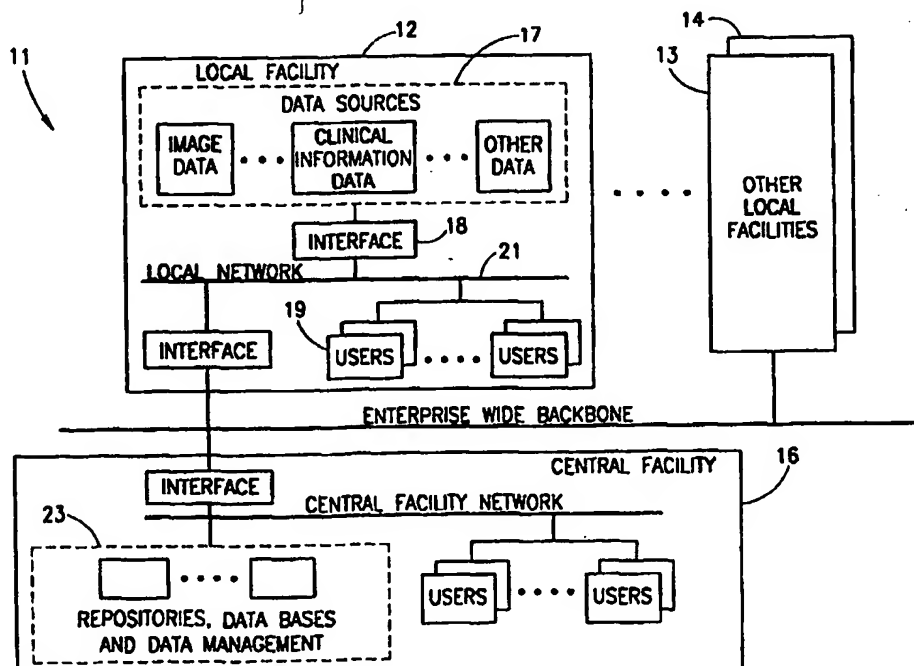 11
12
17
14
13
LOCAL FACILITY
DATA SOURCES
IMAGE
DATA
CLINICAL
INFORMATION
DATA
OTHER
DATA
OTHER
LOCAL
FACILITIES
INTERFACE
18
LOCAL NETWORK
21
19
INTERFACE
USERS
USERS
ENTERPRISE WIDE BACKBONE
CENTRAL FACILITY
16
INTERFACE
CENTRAL FACILITY NETWORK
23
USERS
USERS
REPOSITORIES, DATA BASES
AND DATA MANAGEMENT